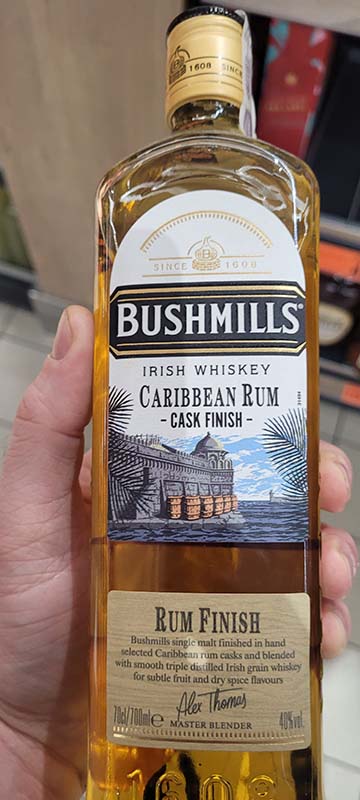 1608 SINCE
SINCE 1608
BUSHMILLS®
IRISH WHISKEY
CARIBBEAN RUM
- CASK FINISH -
RUM FINISH
Bushmills single malt finished in hand
selected Caribbean rum casks and blended
with smooth triple distilled Irish grain whiskey
for subtle fruit and dry spice flavours
Alex Thomas
70cl/700ml e MASTER BLENDER 40%vol.
1608